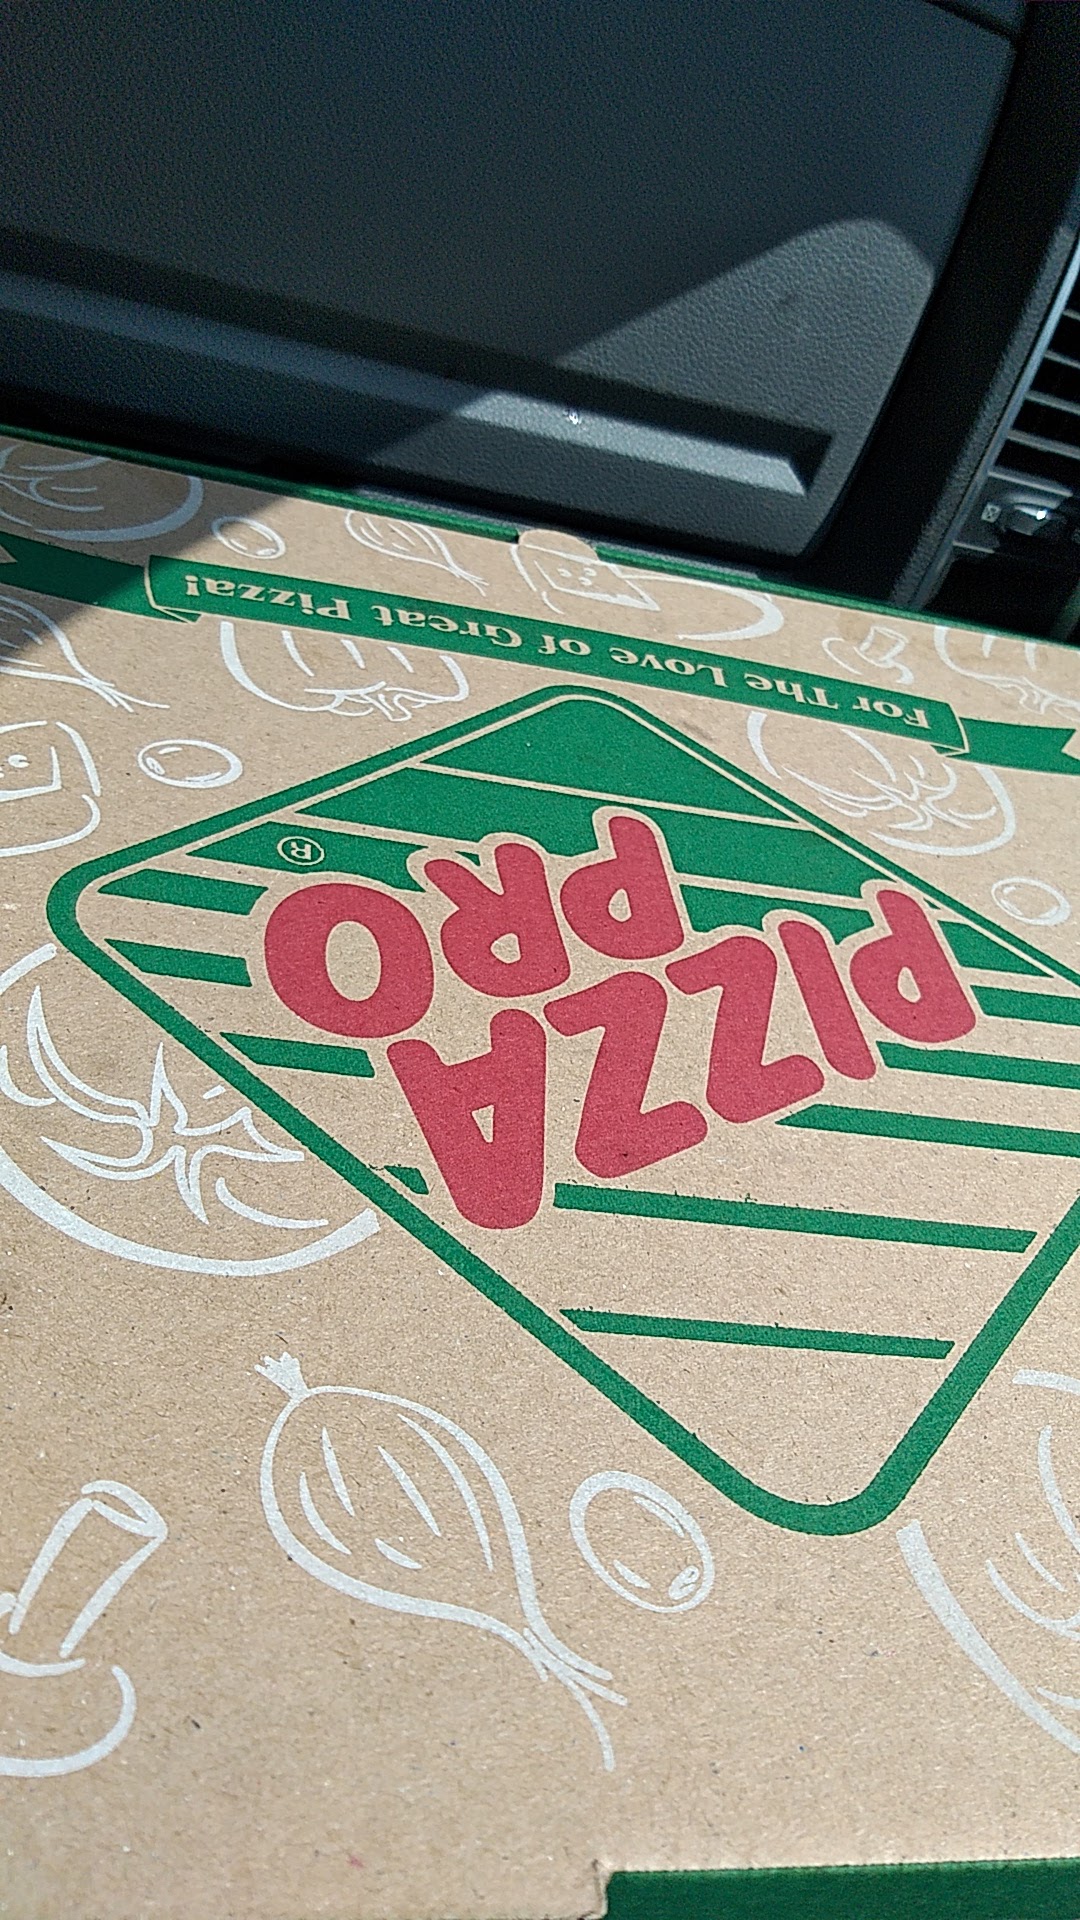 PIZZA
PRO
®
For The Love of Great Pizza!